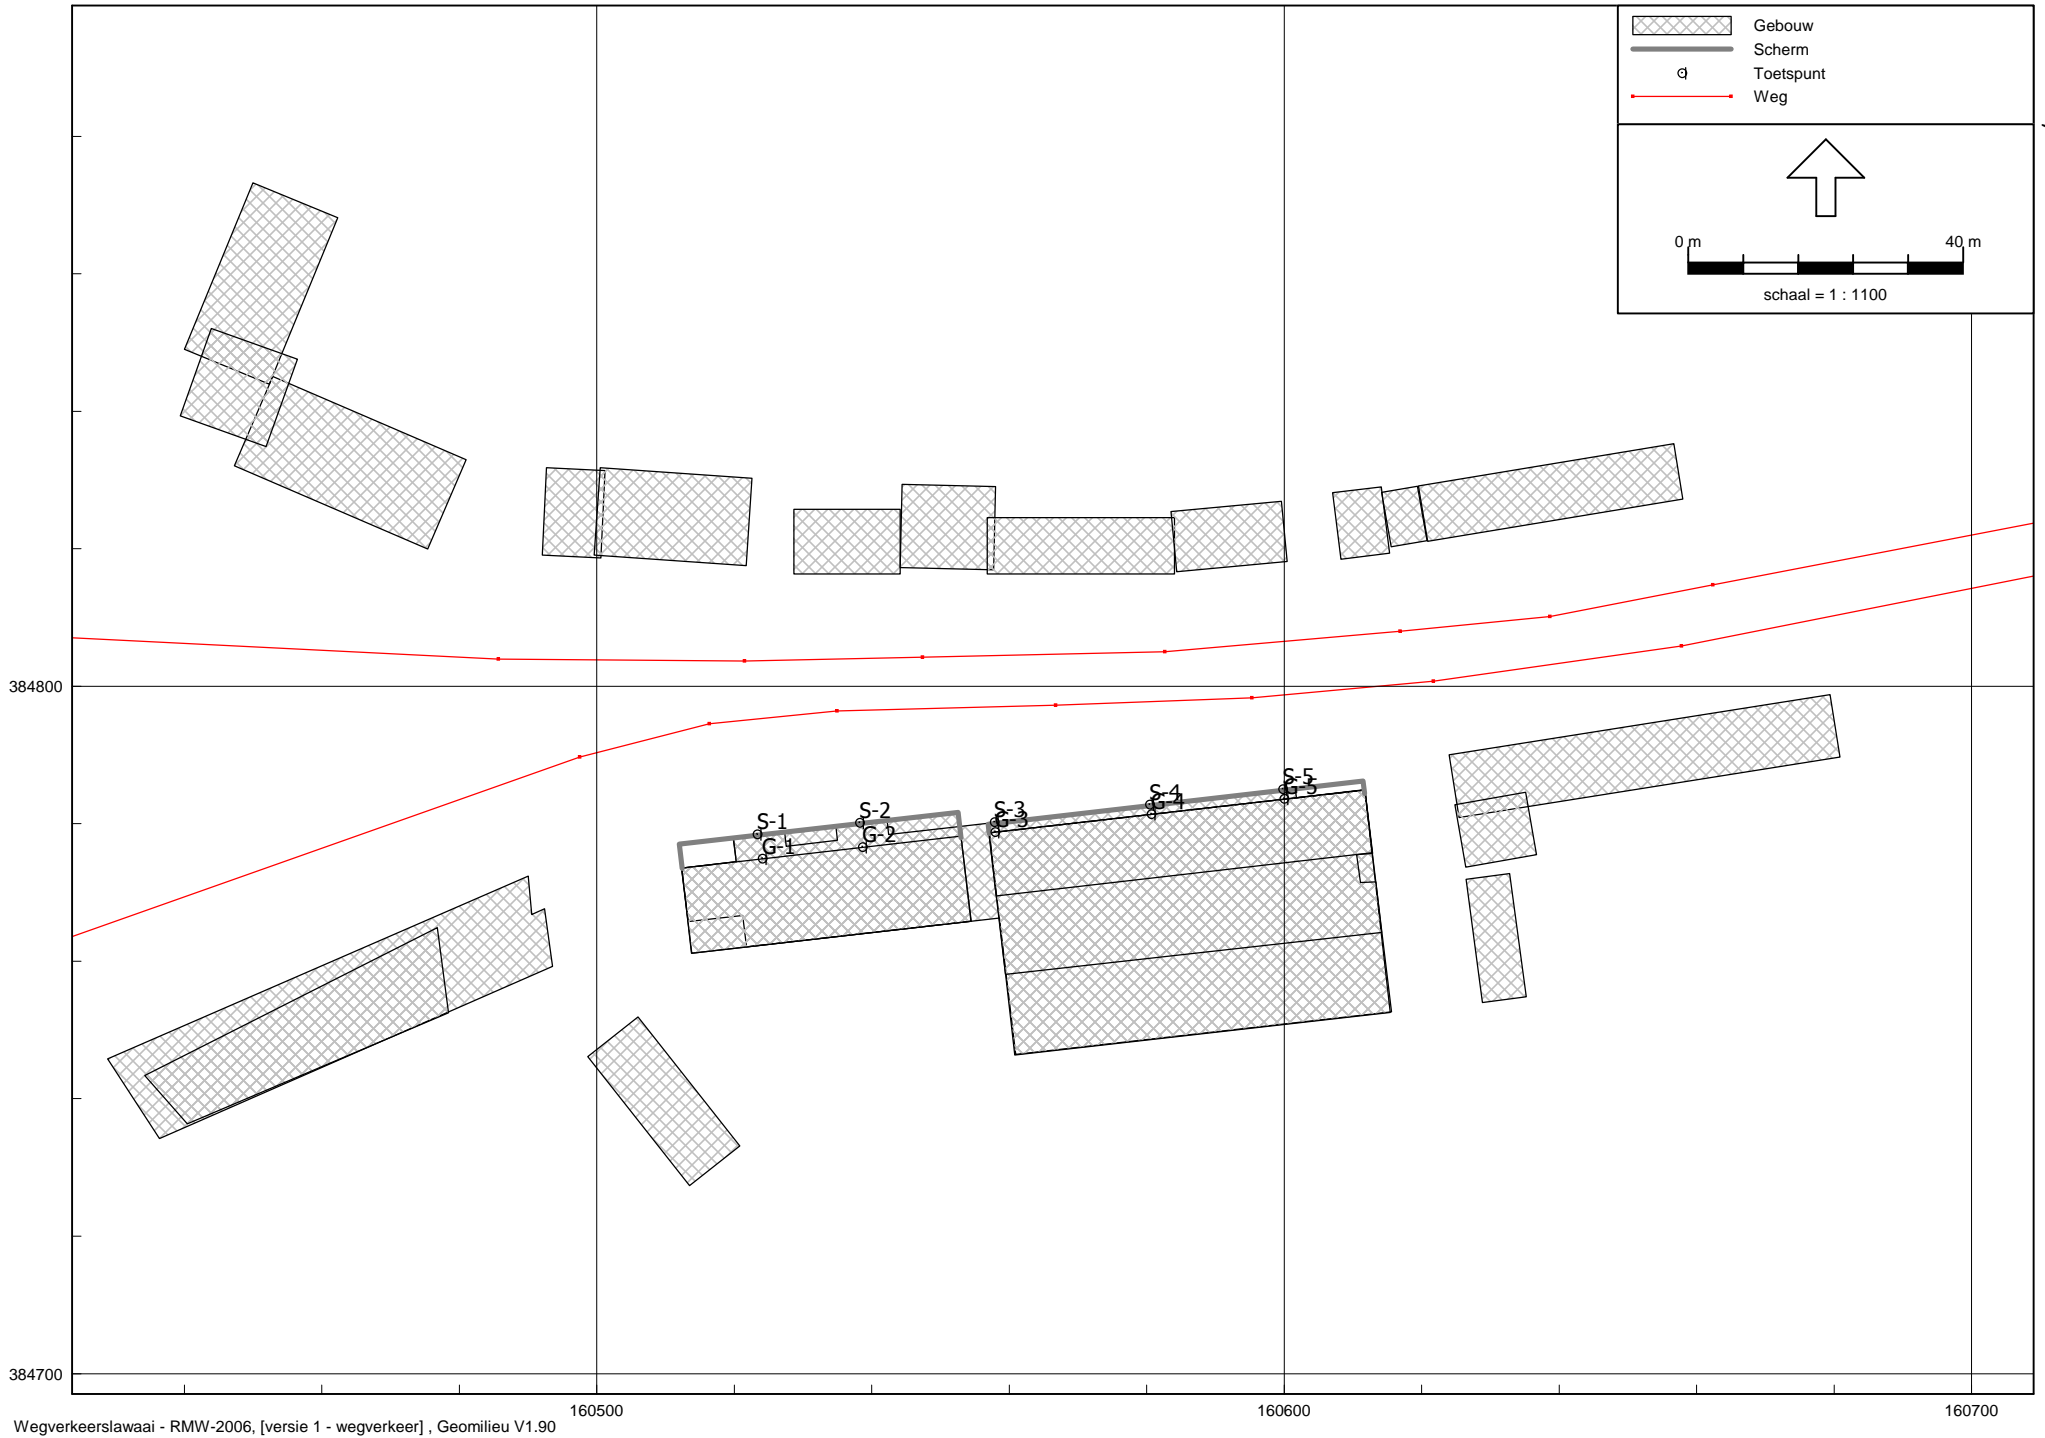 Gebouw
Scherm
Toetspunt
Weg
0 m 40 m
schaal = 1 : 1100
384800
S-5
G-5
S-4
G-4
S-3
G-3
S-2
G-2
S-1
G-1
384700
160500 160600 160700
Wegverkeerslawaai - RMW-2006, [versie 1 - wegverkeer] , Geomilieu V1.90